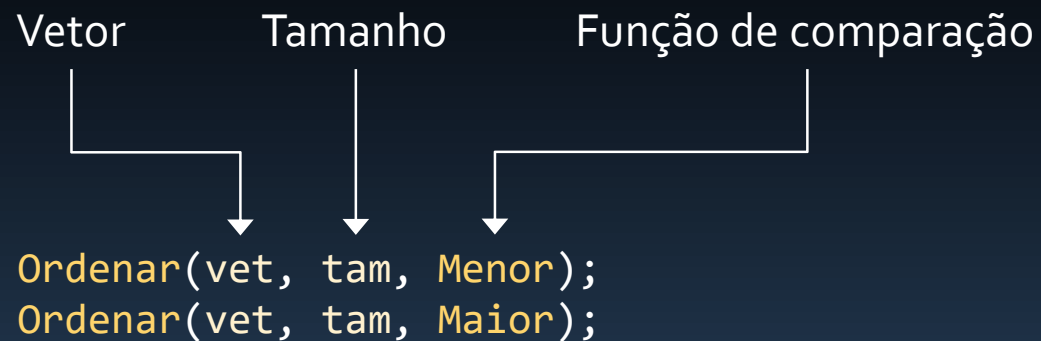 Vetor Tamanho Função de comparação
Ordenar(vet, tam, Menor);
Ordenar(vet, tam, Maior);